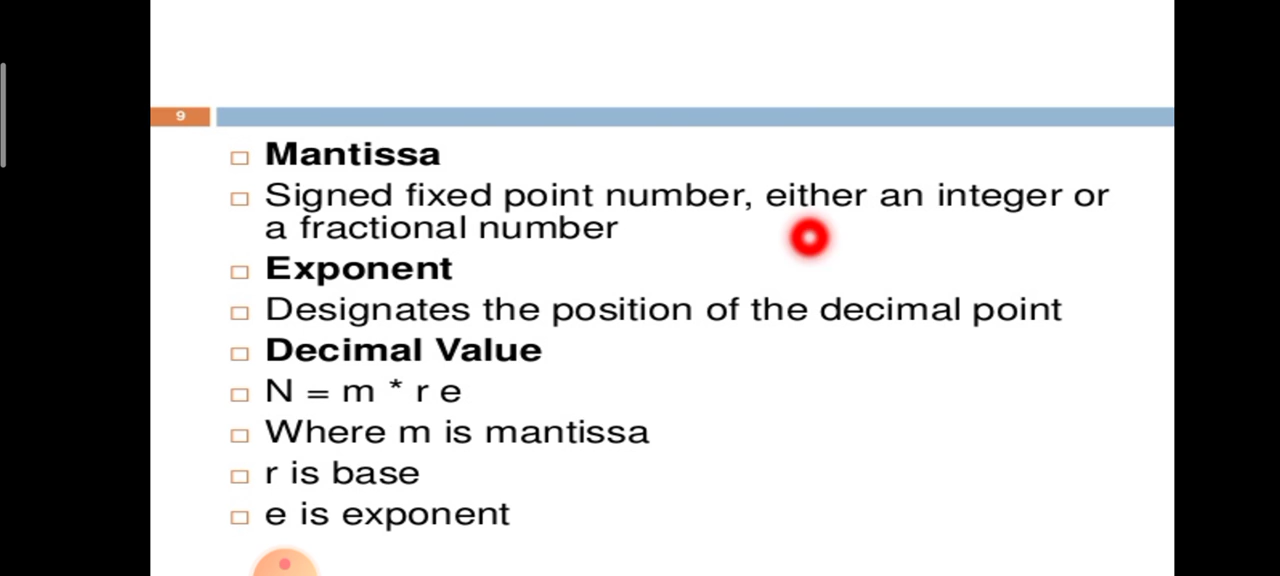 9
Mantissa
Signed fixed point number, either an integer or
a fractional number
Exponent
Designates the position of the decimal point
Decimal Value
N = m * r e
Where m is mantissa
r is base
e is exponent